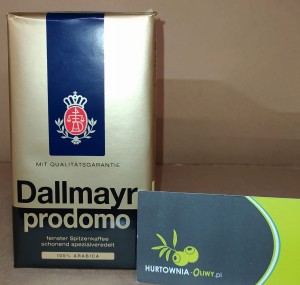 MIT QUALITÄTSGARANTIE
Dallmayr
prodomo
feinster Spitzenkaffee
schonend spezialveredelt
100% ARABICA
HURTOWNIA-OLIWY.pl